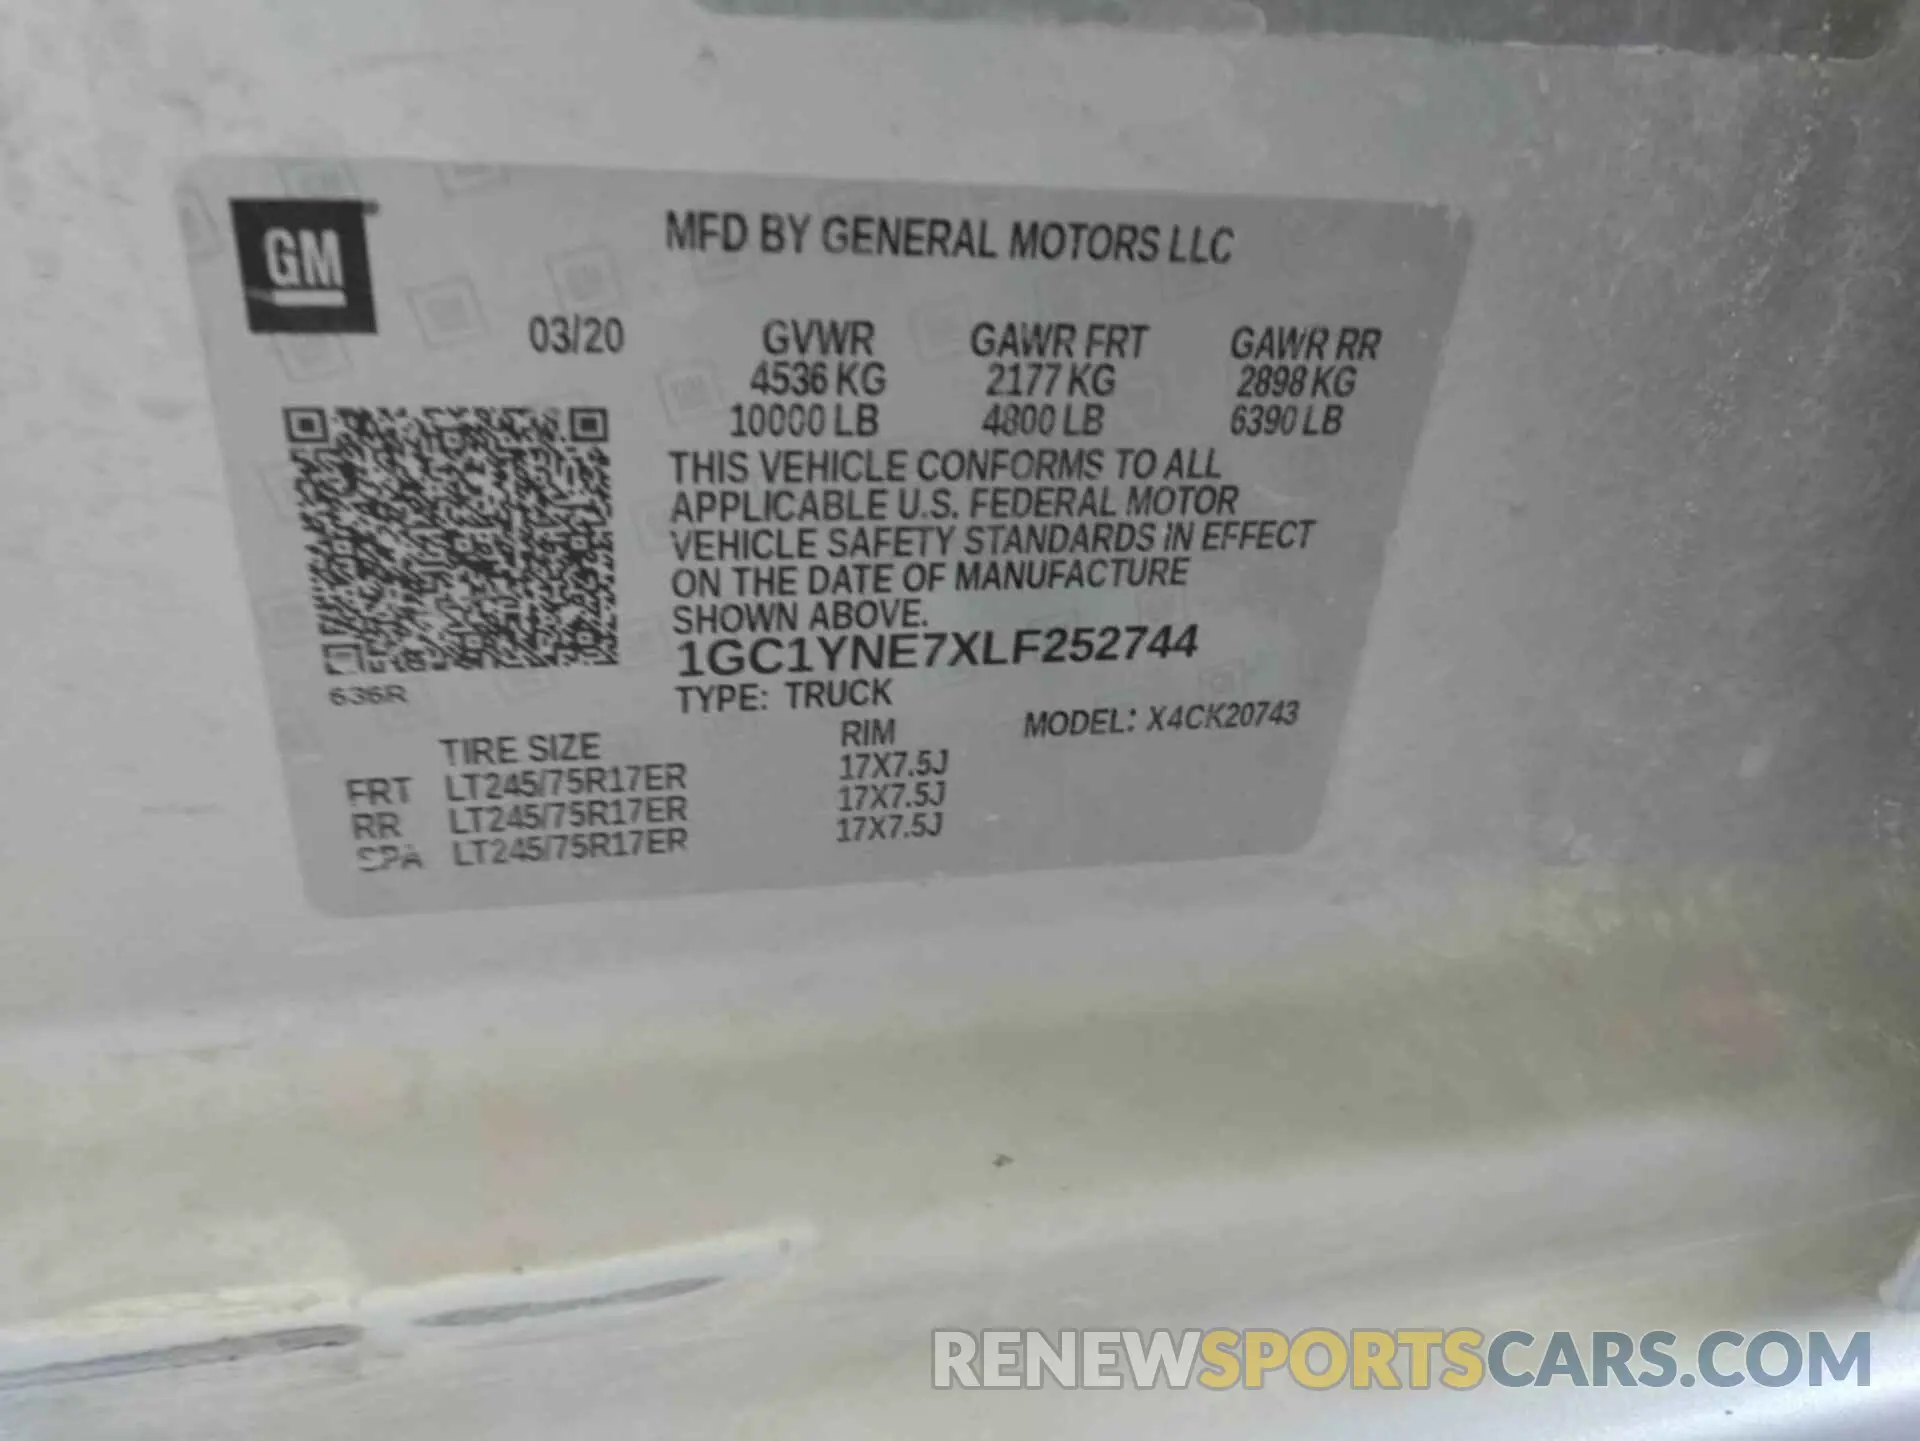 GM
MFD BY GENERAL MOTORS LLC
03/20 GVWR GAWR FRT GAWR RR
4536 KG 2177 KG 2898 KG
10000 LB 4800 LB 6390 LB
THIS VEHICLE CONFORMS TO ALL
APPLICABLE U.S. FEDERAL MOTOR
VEHICLE SAFETY STANDARDS IN EFFECT
ON THE DATE OF MANUFACTURE
SHOWN ABOVE.
1GC1YNE7XLF252744
636R
TYPE: TRUCK MODEL: X4CK20743
TIRE SIZE RIM
FRT LT245/75R17ER 17X7.5J
RR LT245/75R17ER 17X7.5J
SPA LT245/75R17ER 17X7.5J
RENEWSPORTSCARS.COM